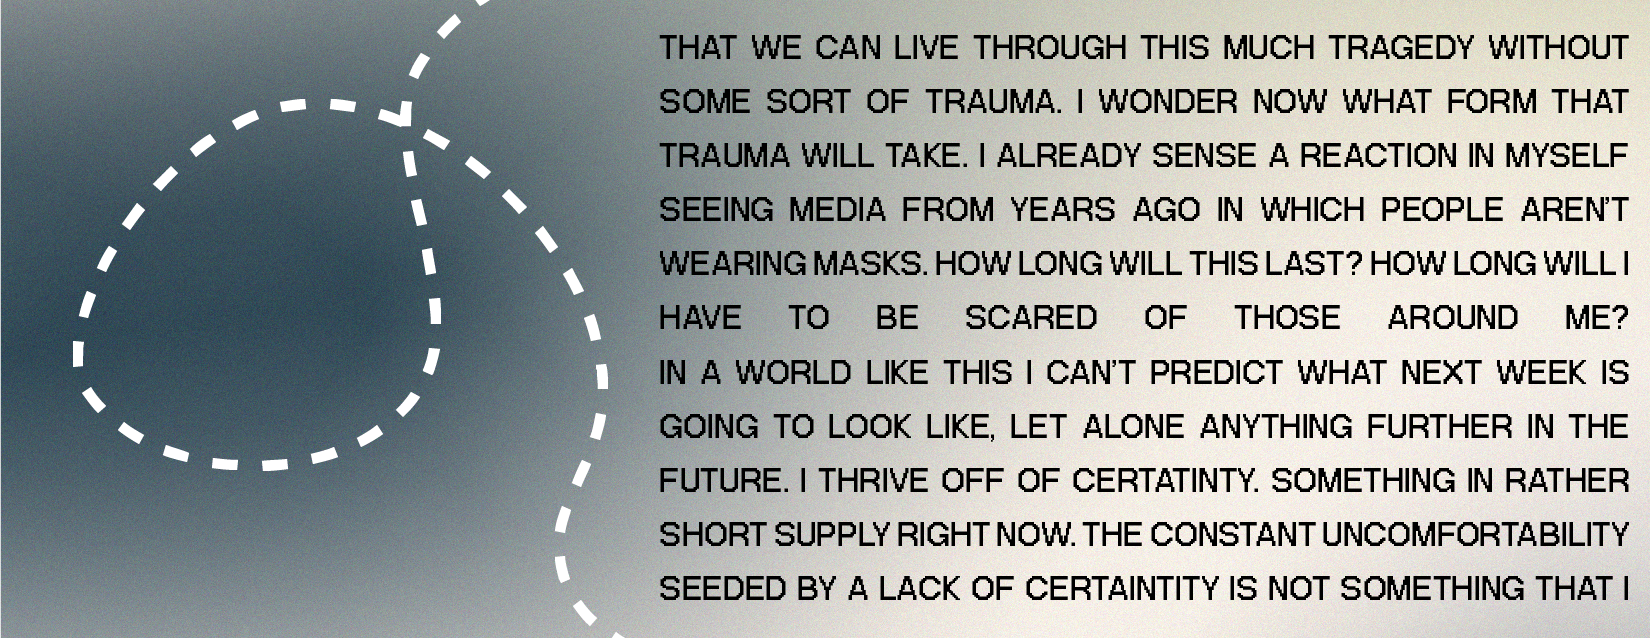 THAT WE CAN LIVE THROUGH THIS MUCH TRAGEDY WITHOUT
SOME SORT OF TRAUMA. I WONDER NOW WHAT FORM THAT
TRAUMA WILL TAKE. I ALREADY SENSE A REACTION IN MYSELF
SEEING MEDIA FROM YEARS AGO IN WHICH PEOPLE AREN’T
WEARING MASKS. HOW LONG WILL THIS LAST? HOW LONG WILL I
HAVE TO BE SCARED OF THOSE AROUND ME?
IN A WORLD LIKE THIS I CAN’T PREDICT WHAT NEXT WEEK IS
GOING TO LOOK LIKE, LET ALONE ANYTHING FURTHER IN THE
FUTURE. I THRIVE OFF OF CERTATINTY. SOMETHING IN RATHER
SHORT SUPPLY RIGHT NOW. THE CONSTANT UNCOMFORTABILITY
SEEDED BY A LACK OF CERTAINTITY IS NOT SOMETHING THAT I